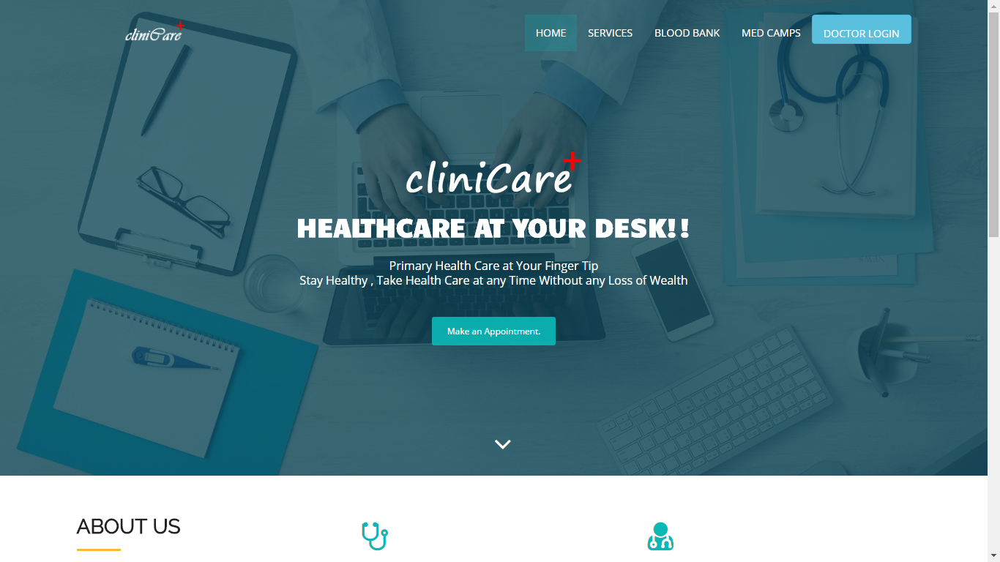 cliniCare+
HOME SERVICES BLOOD BANK MED CAMPS DOCTOR LOGIN
cliniCare+
HEALTHCARE AT YOUR DESK!!
Primary Health Care at Your Finger Tip
Stay Healthy , Take Health Care at any Time Without any Loss of Wealth
NEWS
Make an Appointment.
ABOUT US